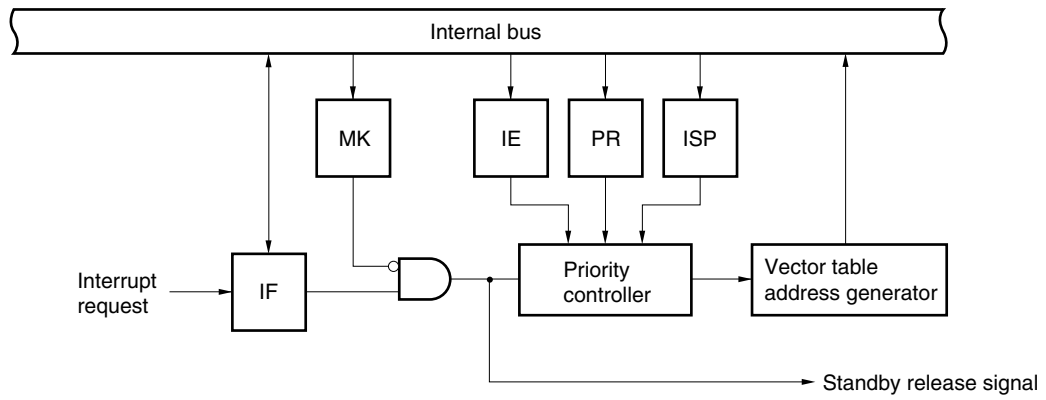 Internal bus
MK
IE
PR
ISP
Interrupt
request
IF
Priority
controller
Vector table
address generator
Standby release signal